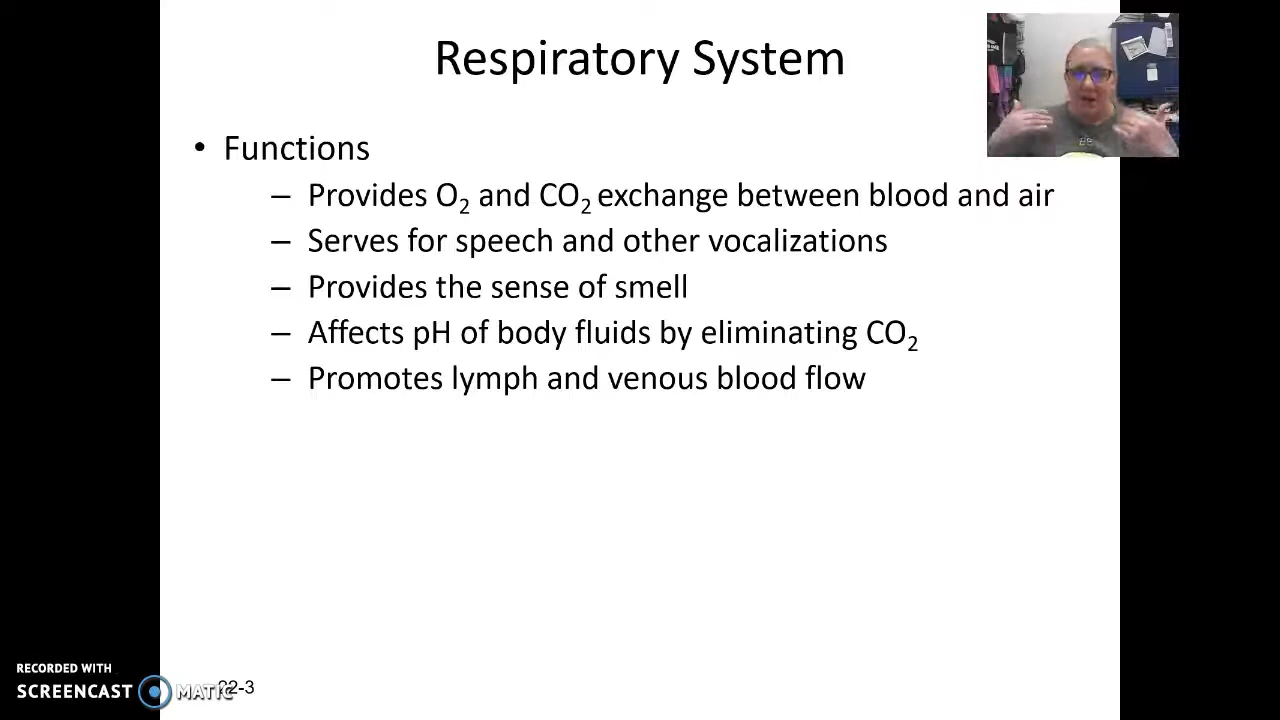 Respiratory System
• Functions
– Provides O₂ and CO₂ exchange between blood and air
– Serves for speech and other vocalizations
– Provides the sense of smell
– Affects pH of body fluids by eliminating CO₂
– Promotes lymph and venous blood flow
RECORDED WITH
SCREENCAST MATIC
22-3